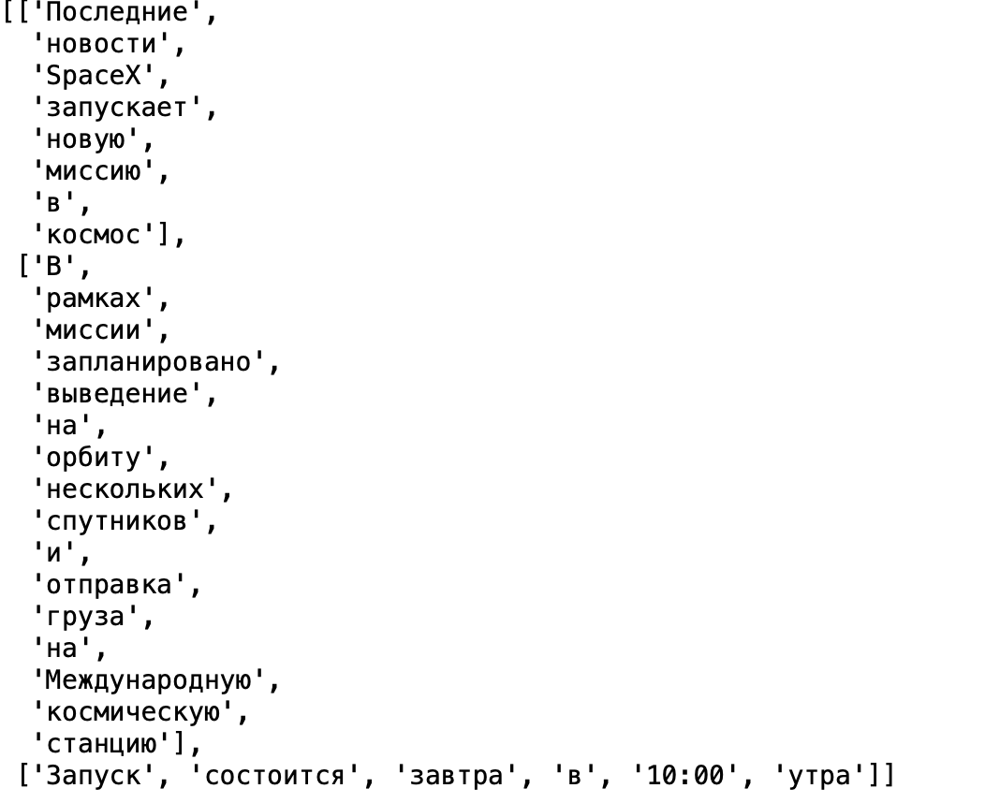 [['Последние',
'новости',
'SpaceX',
'запускает',
'новую',
'миссию',
'в',
'космос'],
['В',
'рамках',
'миссии',
'запланировано',
'выведение',
'на',
'орбиту',
'нескольких',
'спутников',
'и',
'отправка',
'груза',
'на',
'Международную',
'космическую',
'станцию'],
['Запуск', 'состоится', 'завтра', 'в', '10:00', 'утра']]